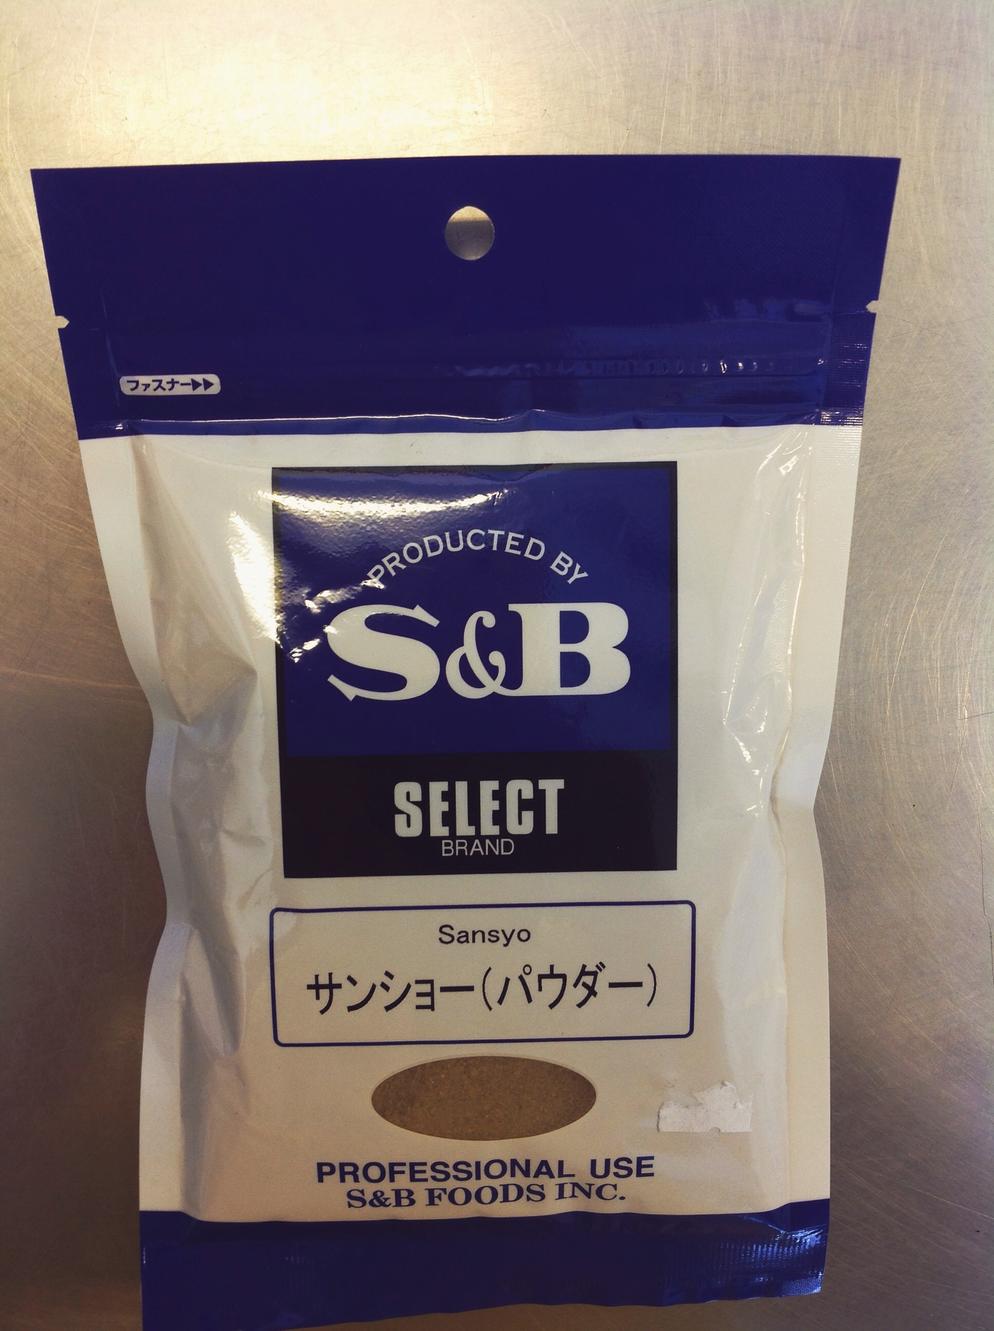 ファスナー▶▶
PRODUCTED BY
S&B
SELECT
BRAND
Sansyo
サンショー(パウダー)
PROFESSIONAL USE
S&B FOODS INC.